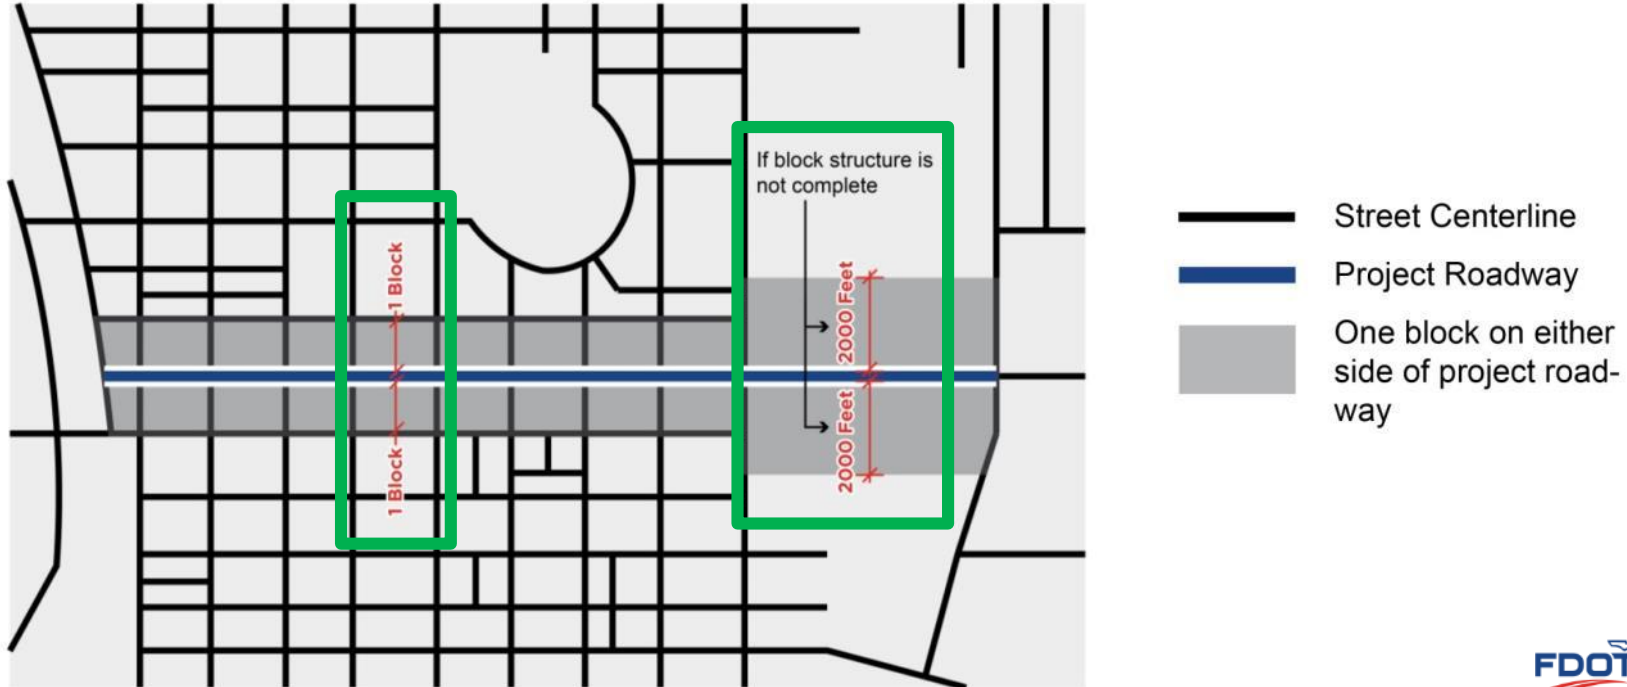 If block structure is
not complete
1 Block
1 Block
2000 Feet
2000 Feet
Street Centerline
Project Roadway
One block on either
side of project road-
way
FDOT